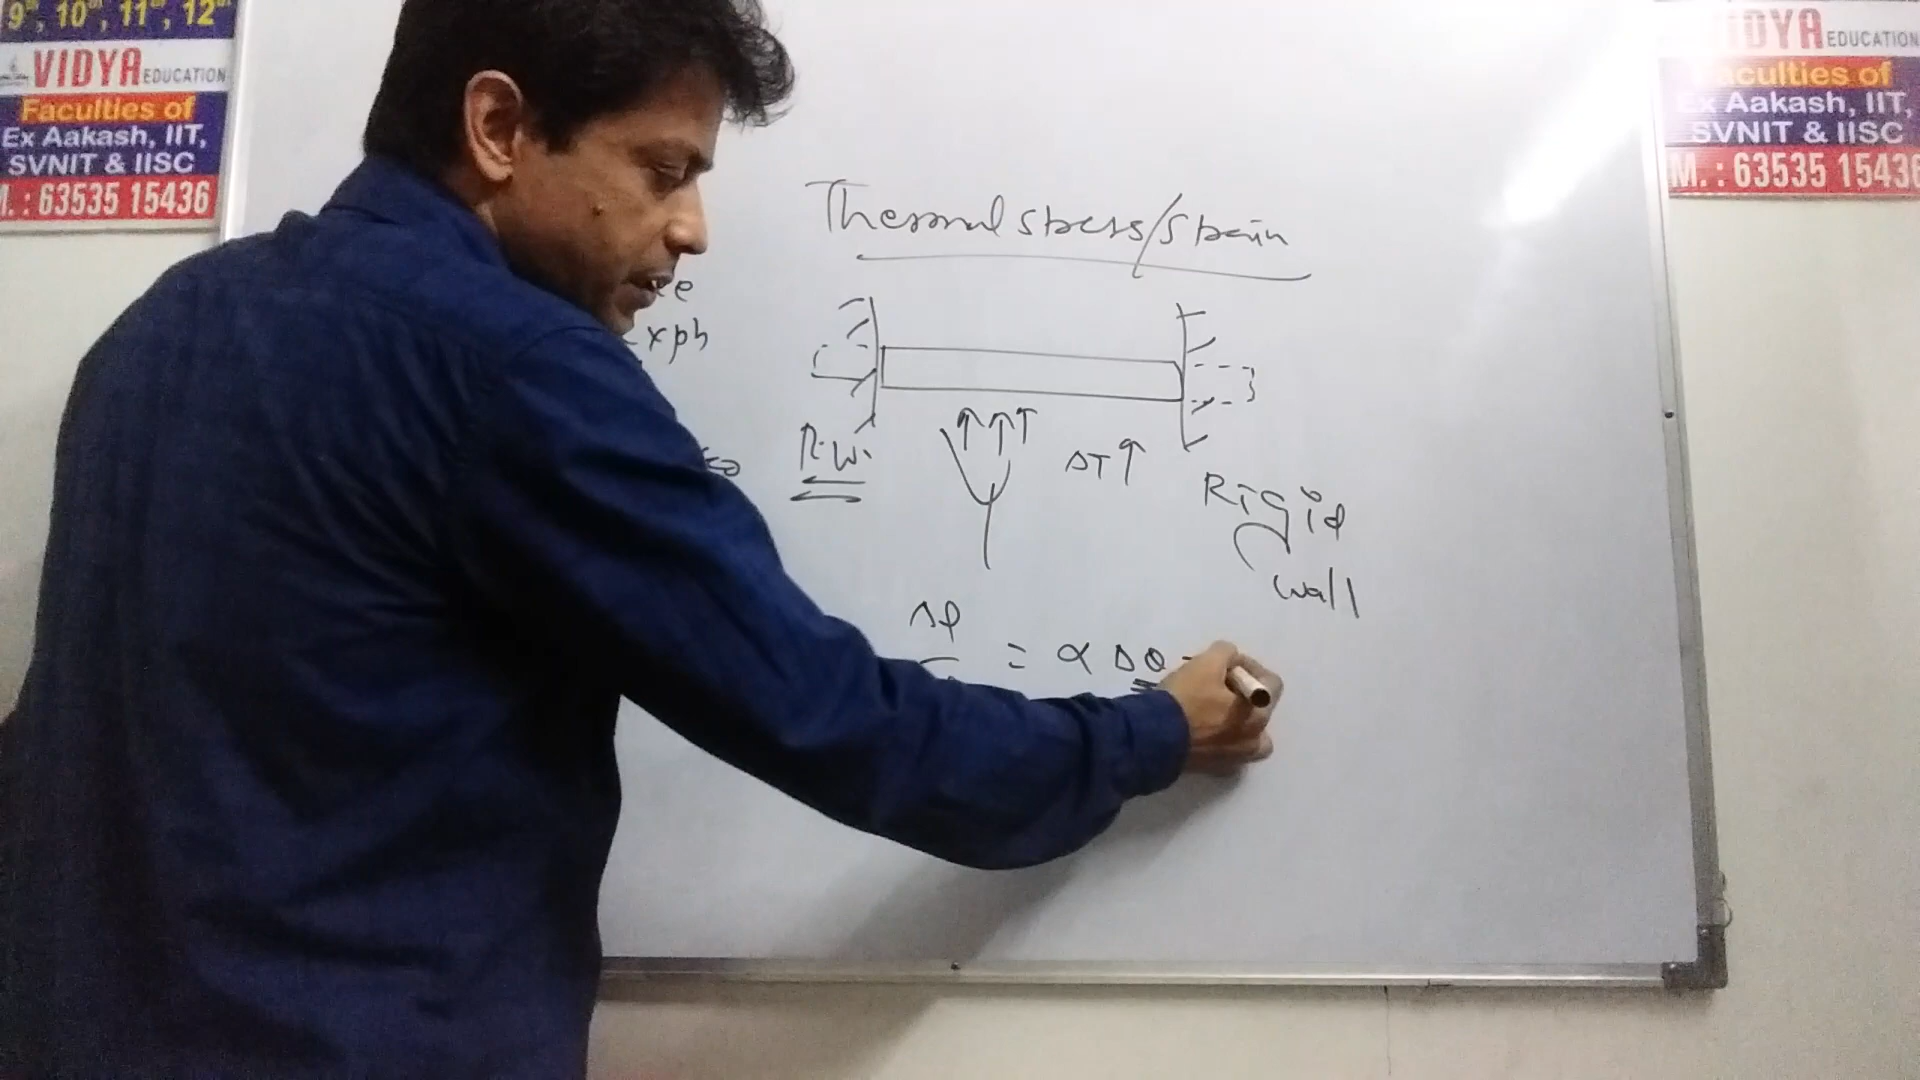 9th, 10th, 11th, 12th
VIDYA EDUCATION
Faculties of
Ex Aakash, IIT,
SVNIT & IISC
M. : 63535 15436
VIDYA EDUCATION
Faculties of
Ex Aakash, IIT,
SVNIT & IISC
M. : 63535 15436
Thermal stress/strain
R.W.
ΔT↑
Rigid
wall
Δl
= α Δθ